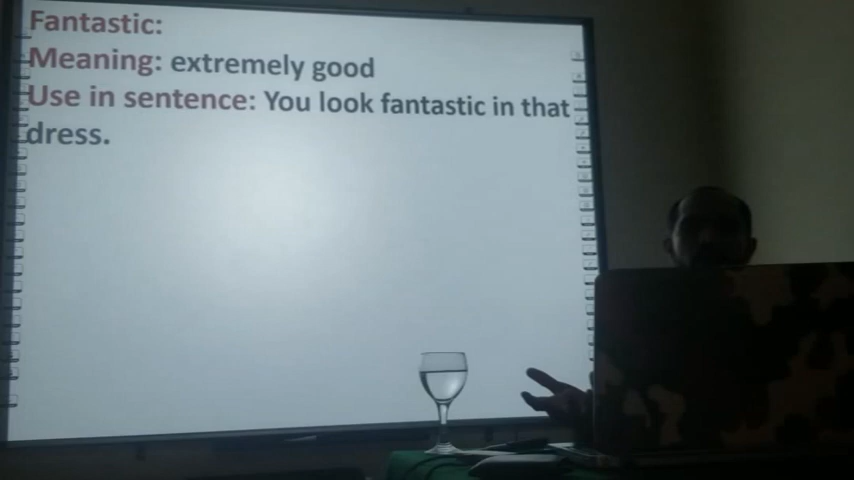 Fantastic:
Meaning: extremely good
Use in sentence: You look fantastic in that
dress.